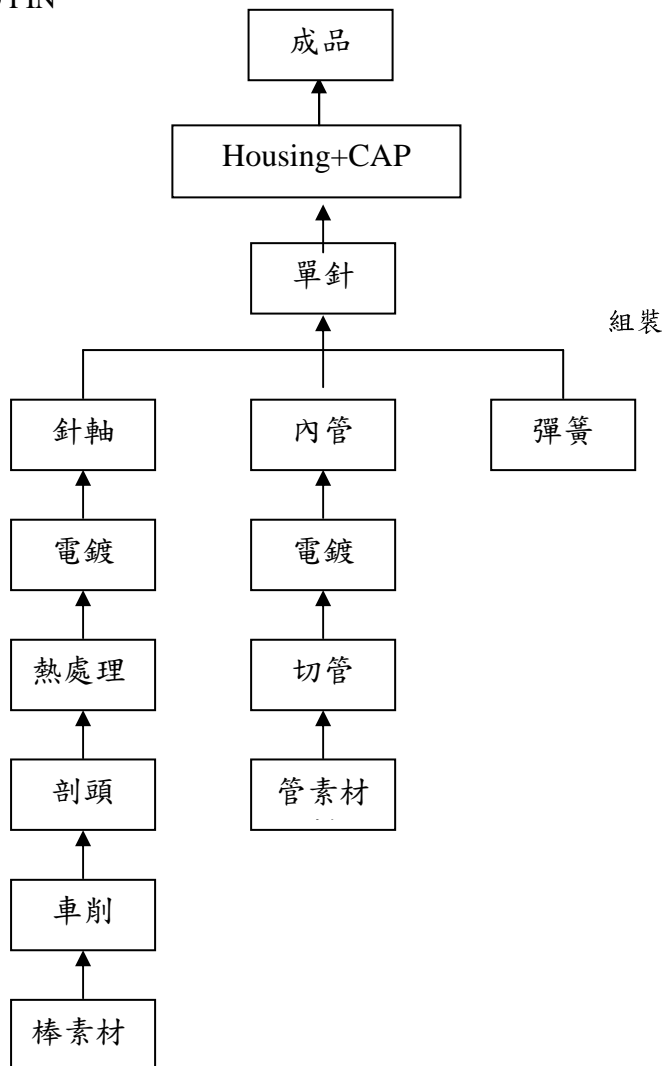 成品
Housing+CAP
單針
組裝
針軸 內管 彈簧
電鍍 電鍍
熱處理 切管
剖頭 管素材
車削
棒素材